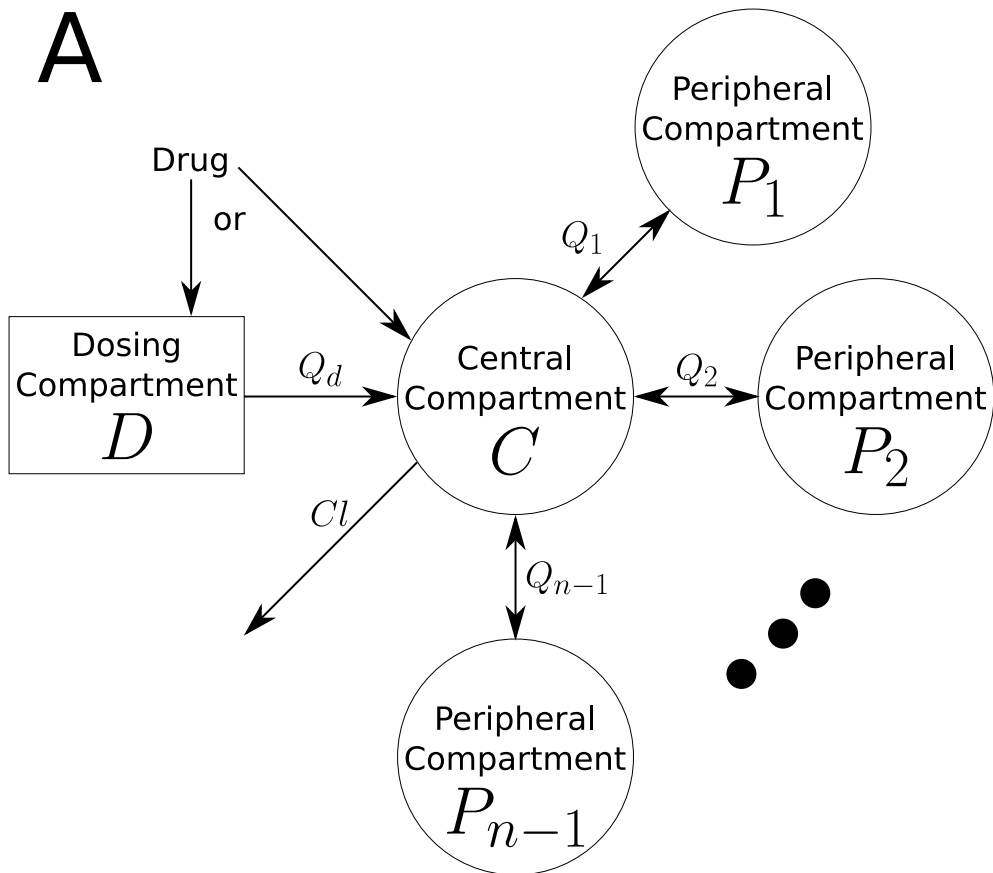 A
Peripheral
Compartment
P₁
Drug
or
Q₁
Dosing
Compartment
D
Q_d
Central
Compartment
C
Q₂
Peripheral
Compartment
P₂
Cl
Qₙ₋₁
Peripheral
Compartment
Pₙ₋₁